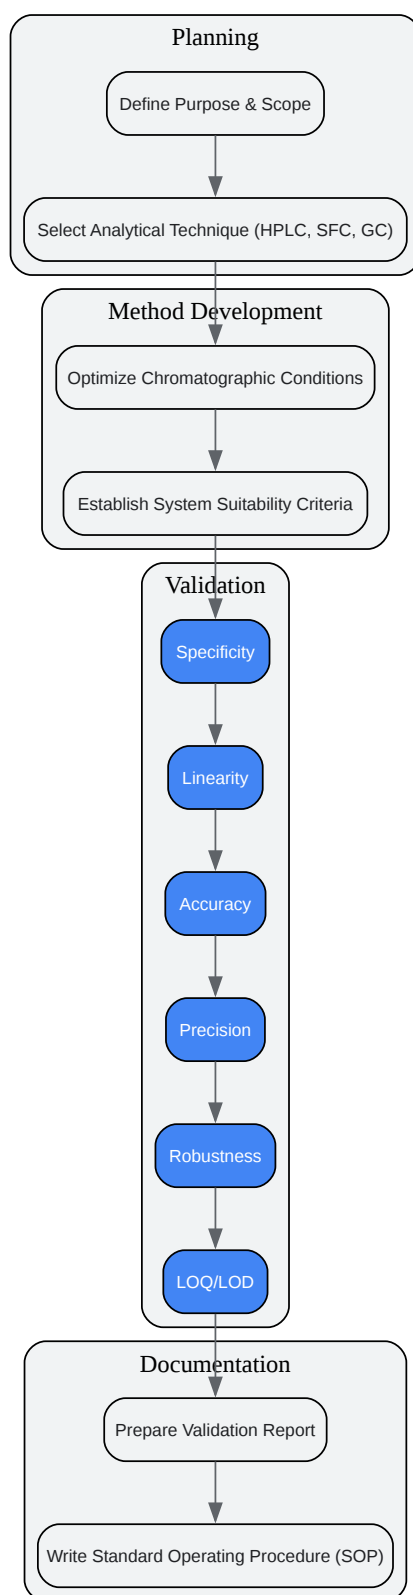 Planning
Define Purpose & Scope
Select Analytical Technique (HPLC, SFC, GC)
Method Development
Optimize Chromatographic Conditions
Establish System Suitability Criteria
Validation
Specificity
Linearity
Accuracy
Precision
Robustness
LOQ/LOD
Documentation
Prepare Validation Report
Write Standard Operating Procedure (SOP)